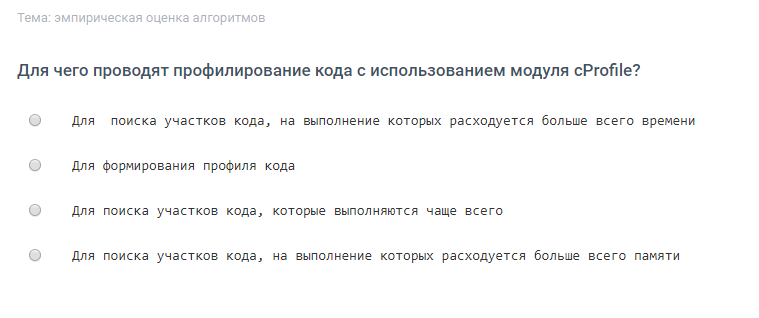 Тема: эмпирическая оценка алгоритмов
Для чего проводят профилирование кода с использованием модуля cProfile?
Для  поиска участков кода, на выполнение которых расходуется больше всего времени
Для формирования профиля кода
Для поиска участков кода, которые выполняются чаще всего
Для поиска участков кода, на выполнение которых расходуется больше всего памяти